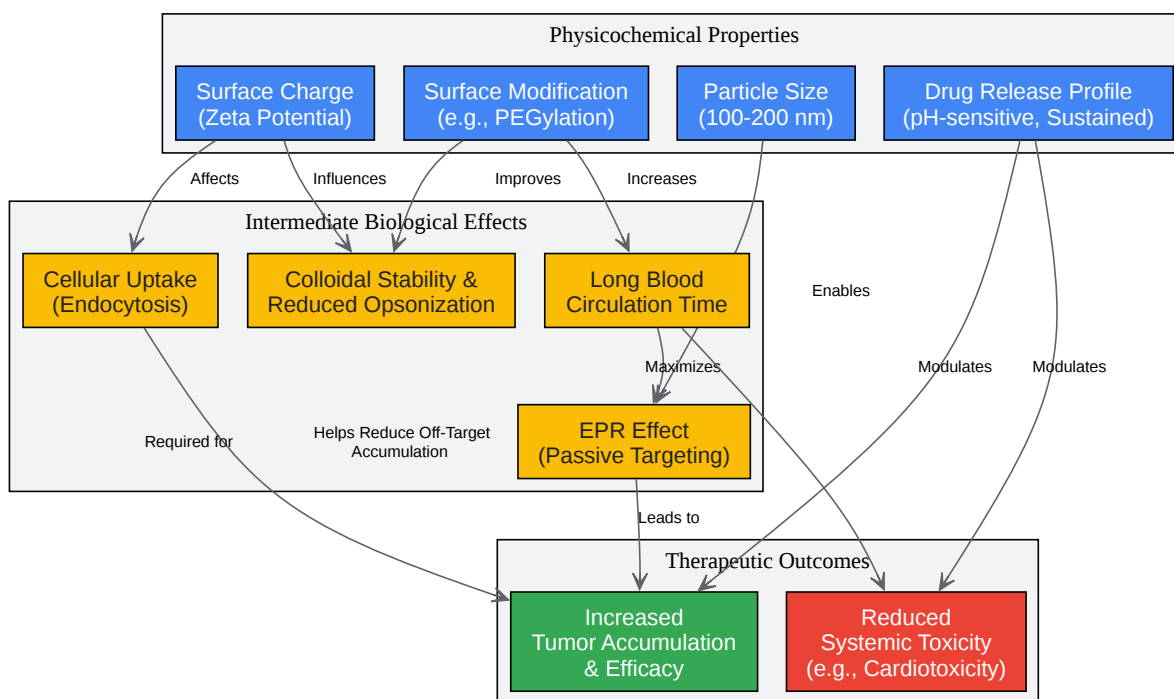 Physicochemical Properties
Surface Charge
(Zeta Potential)
Surface Modification
(e.g., PEGylation)
Particle Size
(100-200 nm)
Drug Release Profile
(pH-sensitive, Sustained)
Affects
Influences
Improves
Increases
Intermediate Biological Effects
Cellular Uptake
(Endocytosis)
Colloidal Stability &
Reduced Opsonization
Long Blood
Circulation Time
Enables
Maximizes
Modulates
Modulates
Required for
Helps Reduce Off-Target
Accumulation
EPR Effect
(Passive Targeting)
Leads to
Therapeutic Outcomes
Increased
Tumor Accumulation
& Efficacy
Reduced
Systemic Toxicity
(e.g., Cardiotoxicity)